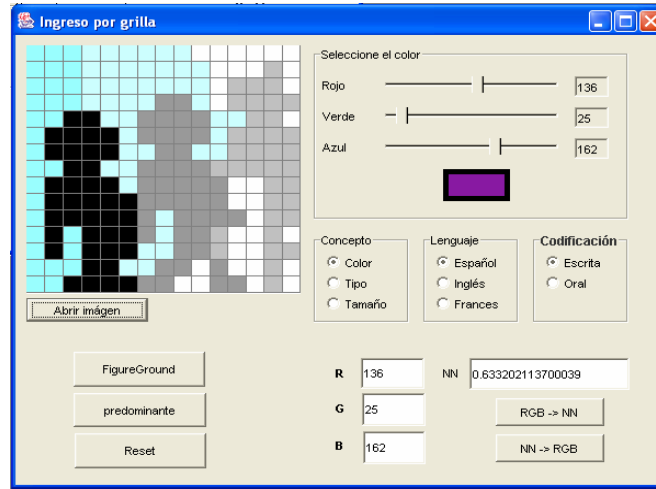 Ingreso por grilla
Seleccione el color
Rojo 136
Verde 25
Azul 162
Concepto Lenguaje Codificación
Color Español Escrita
Tipo Inglés Oral
Tamaño Frances
Abrir imágen
FigureGround R 136 NN 0.633202113700039
predominante G 25 RGB -> NN
Reset B 162 NN -> RGB